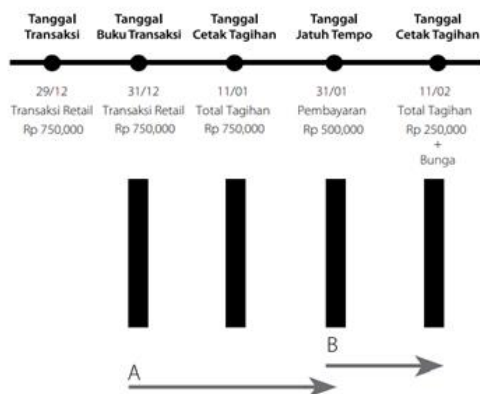 Tanggal
Transaksi
Tanggal
Buku Transaksi
Tanggal
Cetak Tagihan
Tanggal
Jatuh Tempo
Tanggal
Cetak Tagihan
29/12
Transaksi Retail
Rp 750,000
31/12
Transaksi Retail
Rp 750,000
11/01
Total Tagihan
Rp 750,000
31/01
Pembayaran
Rp 500,000
11/02
Total Tagihan
Rp 250,000
+
Bunga
A
B